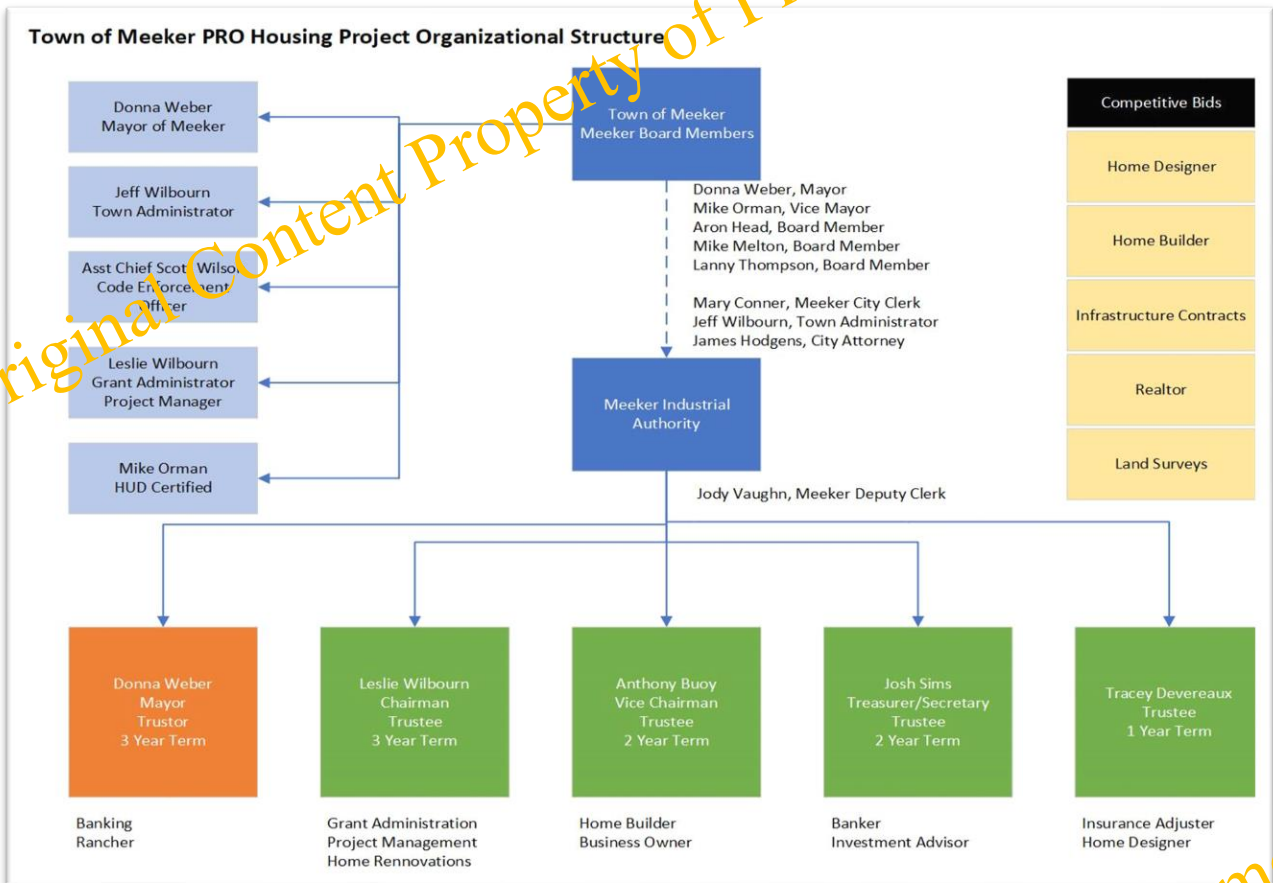 Town of Meeker PRO Housing Project Organizational Structure
Donna Weber
Mayor of Meeker
Jeff Wilbourn
Town Administrator
Asst Chief Scott Wilson
Code Enforcement
Officer
Leslie Wilbourn
Grant Administrator
Project Manager
Mike Orman
HUD Certified
Town of Meeker
Meeker Board Members
Donna Weber, Mayor
Mike Orman, Vice Mayor
Aron Head, Board Member
Mike Melton, Board Member
Lanny Thompson, Board Member
Mary Conner, Meeker City Clerk
Jeff Wilbourn, Town Administrator
James Hodgens, City Attorney
Meeker Industrial
Authority
Jody Vaughn, Meeker Deputy Clerk
Competitive Bids
Home Designer
Home Builder
Infrastructure Contracts
Realtor
Land Surveys
Donna Weber
Mayor
Trustor
3 Year Term
Banking
Rancher
Leslie Wilbourn
Chairman
Trustee
3 Year Term
Grant Administration
Project Management
Home Rennovations
Anthony Buoy
Vice Chairman
Trustee
2 Year Term
Home Builder
Business Owner
Josh Sims
Treasurer/Secretary
Trustee
2 Year Term
Banker
Investment Advisor
Tracey Devereaux
Trustee
1 Year Term
Insurance Adjuster
Home Designer
Original Content Property of